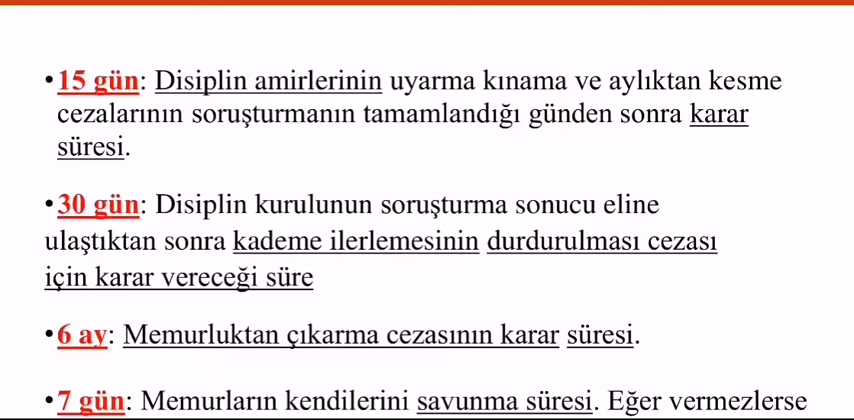 •15 gün: Disiplin amirlerinin uyarma kınama ve aylıktan kesme
cezalarının soruşturmanın tamamlandığı günden sonra karar
süresi.
•30 gün: Disiplin kurulunun soruşturma sonucu eline
ulaştıktan sonra kademe ilerlemesinin durdurulması cezası
için karar vereceği süre
•6 ay: Memurluktan çıkarma cezasının karar süresi.
•7 gün: Memurların kendilerini savunma süresi. Eğer vermezlerse